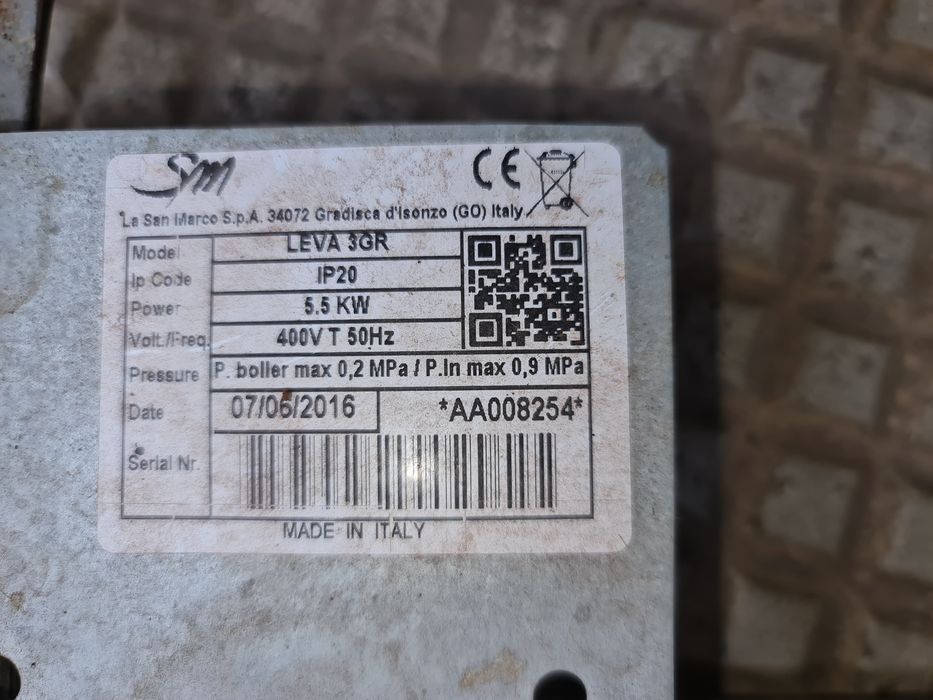 SM
CE
La San Marco S.p.A. 34072 Gradisca d'Isonzo (GO) Italy
Model LEVA 3GR
Ip Code IP20
Power 5.5 KW
Volt./Freq. 400V T 50Hz
Pressure P. boiler max 0,2 MPa / P.In max 0,9 MPa
Date 07/06/2016 *AA008254*
Serial Nr.
MADE IN ITALY